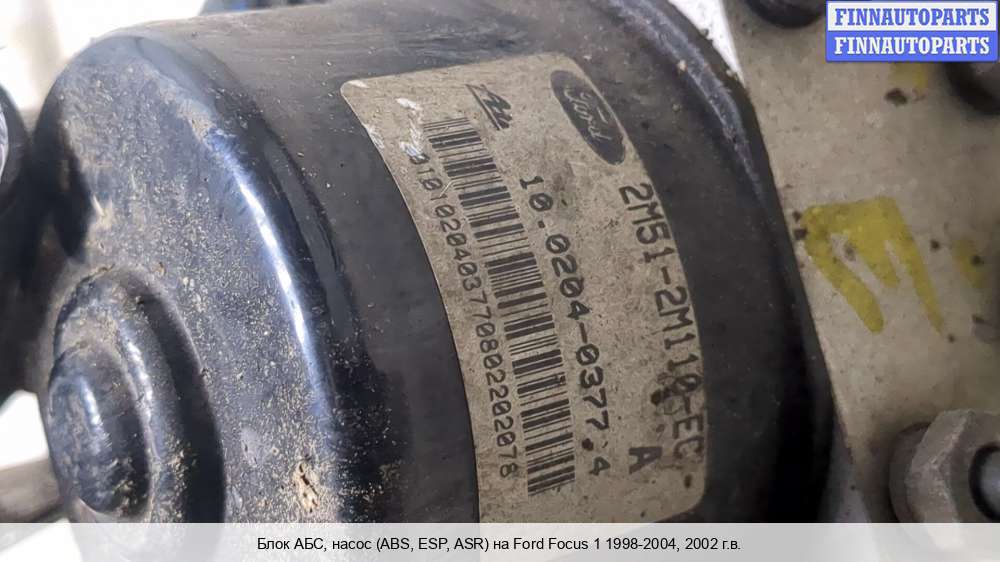 FINNAUTOPARTS
FINNAUTOPARTS
Ford
2M51-2M110-EC
A
Ate
10.0204-0377.4
Блок АБС, насос (ABS, ESP, ASR) на Ford Focus 1 1998-2004, 2002 г.в.